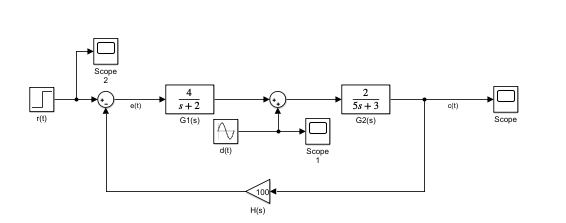 Scope
2
r(t)
e(t)
4
s+2
G1(s)
d(t)
Scope
1
2
5s+3
G2(s)
c(t)
Scope
100
H(s)